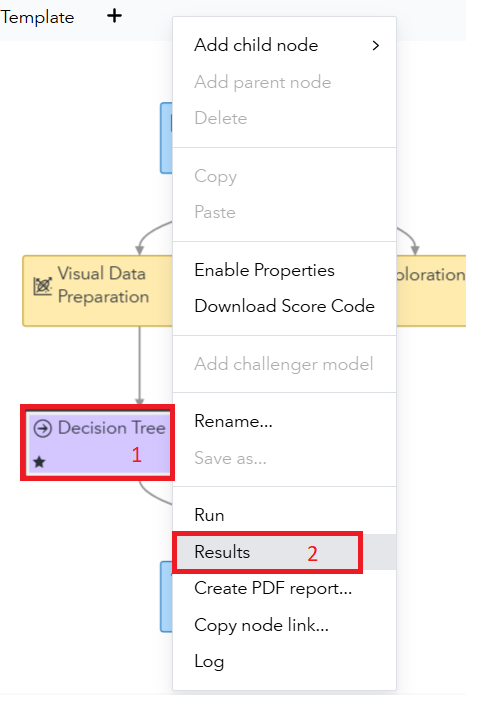 Template +
Add child node >
Add parent node
Delete
Copy
Paste
Visual Data
Preparation
oloration
Enable Properties
Download Score Code
Add challenger model
Decision Tree
1
Rename...
Save as...
Run
Results 2
Create PDF report...
Copy node link...
Log